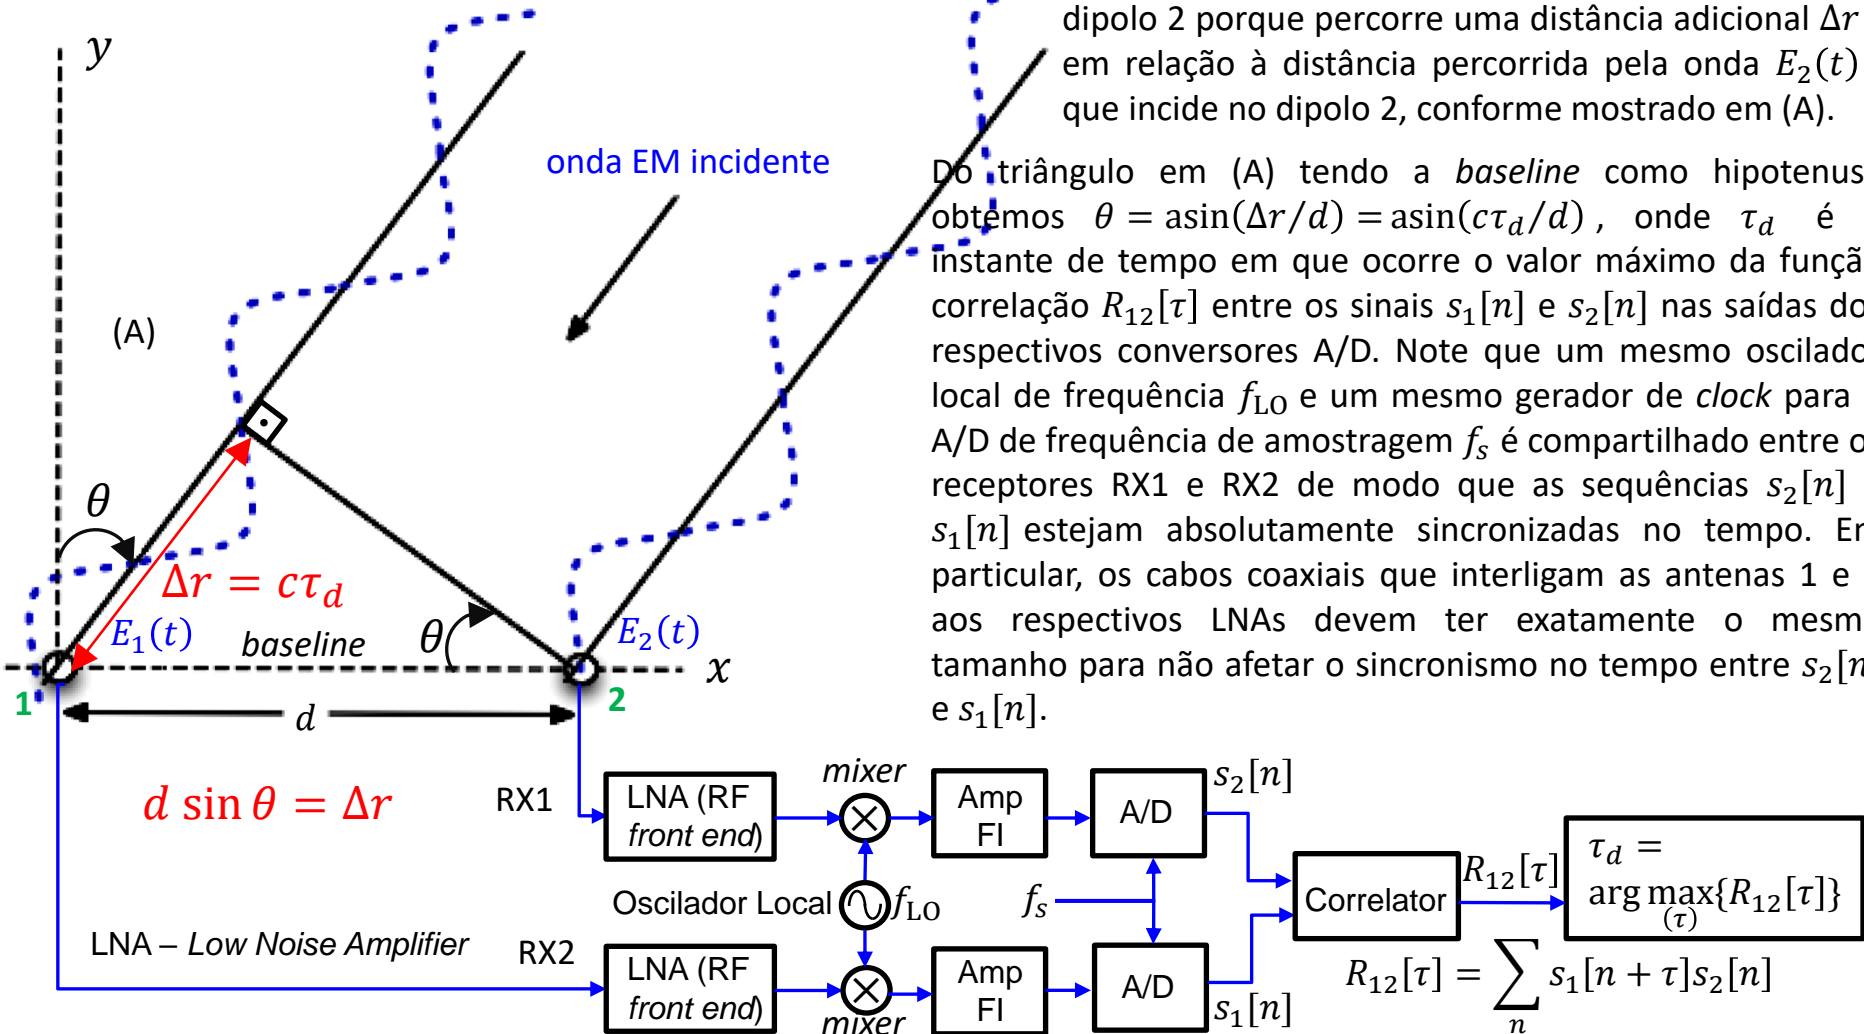 dipolo 2 porque percorre uma distância adicional Δr
em relação à distância percorrida pela onda E₂(t)
que incide no dipolo 2, conforme mostrado em (A).
Do triângulo em (A) tendo a baseline como hipotenus
obtemos θ = asin(Δr/d) = asin(cτ_d/d), onde τ_d é
instante de tempo em que ocorre o valor máximo da funçã
correlação R₁₂[τ] entre os sinais s₁[n] e s₂[n] nas saídas do
respectivos conversores A/D. Note que um mesmo oscilado
local de frequência f_LO e um mesmo gerador de clock para
A/D de frequência de amostragem f_s é compartilhado entre o
receptores RX1 e RX2 de modo que as sequências s₂[n]
s₁[n] estejam absolutamente sincronizadas no tempo. E
particular, os cabos coaxiais que interligam as antenas 1 e
aos respectivos LNAs devem ter exatamente o mesm
tamanho para não afetar o sincronismo no tempo entre s₂[n
e s₁[n].
y
onda EM incidente
(A)
θ
Δr = cτ_d
E₁(t)
baseline
θ
E₂(t)
x
1
2
d
d sin θ = Δr
RX1
LNA (RF
front end)
mixer
Amp
FI
A/D
s₂[n]
Oscilador Local
f_LO
f_s
Correlator
R₁₂[τ]
τ_d =
arg max{R₁₂[τ]}
(τ)
LNA – Low Noise Amplifier
RX2
LNA (RF
front end)
mixer
Amp
FI
A/D
s₁[n]
R₁₂[τ] = ∑ s₁[n + τ]s₂[n]
n